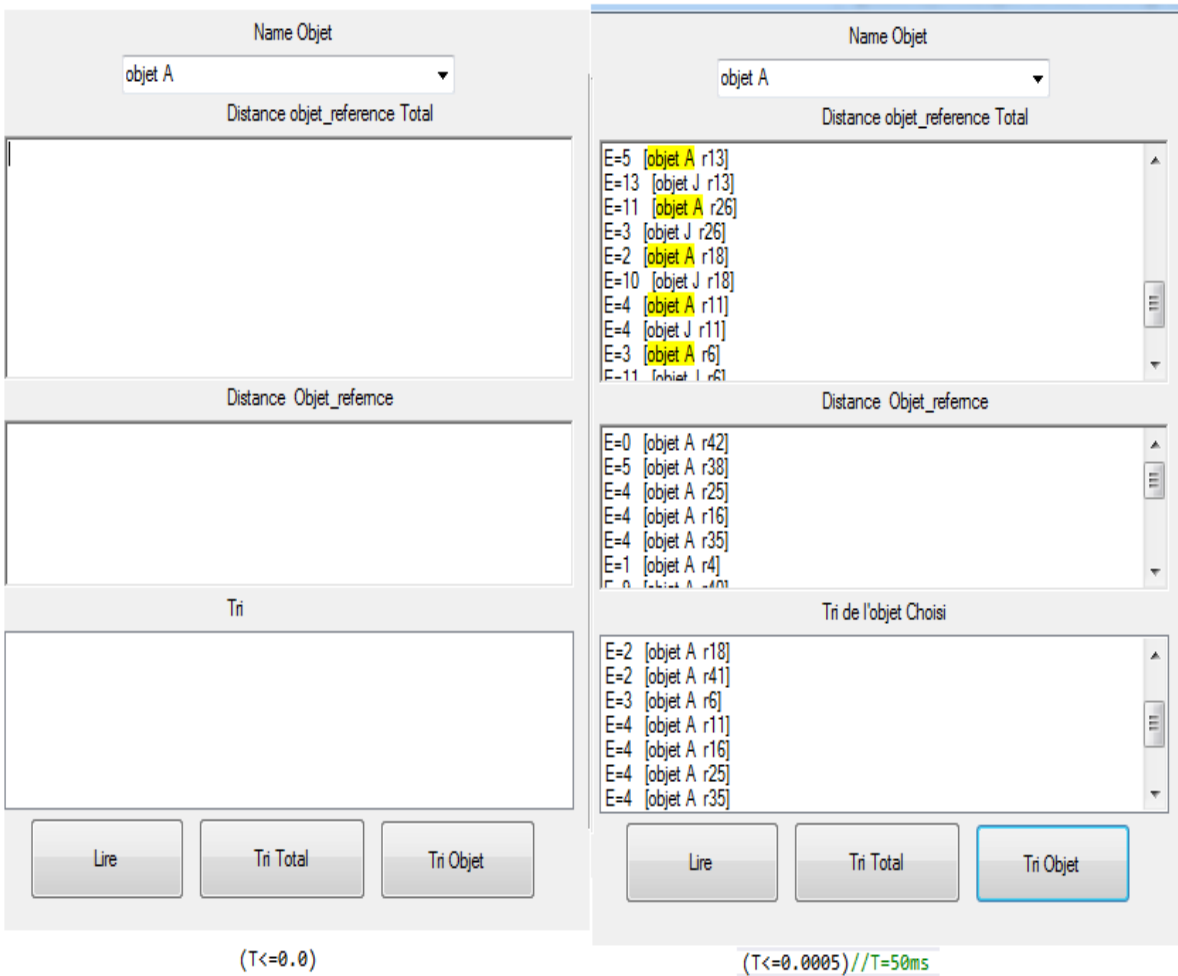 Name Objet
objet A
Distance objet_reference Total
Distance Objet_refernce
Tri
Lire
Tri Total
Tri Objet
(T<=0.0)
Name Objet
objet A
Distance objet_reference Total
E=5 [objet A r13]
E=13 [objet J r13]
E=11 [objet A r26]
E=3 [objet J r26]
E=2 [objet A r18]
E=10 [objet J r18]
E=4 [objet A r11]
E=4 [objet J r11]
E=3 [objet A r6]
E=11 [objet J r6]
Distance Objet_refernce
E=0 [objet A r42]
E=5 [objet A r38]
E=4 [objet A r25]
E=4 [objet A r16]
E=4 [objet A r35]
E=1 [objet A r4]
Tri de l'objet Choisi
E=2 [objet A r18]
E=2 [objet A r41]
E=3 [objet A r6]
E=4 [objet A r11]
E=4 [objet A r16]
E=4 [objet A r25]
E=4 [objet A r35]
Lire
Tri Total
Tri Objet
(T<=0.0005)//T=50ms